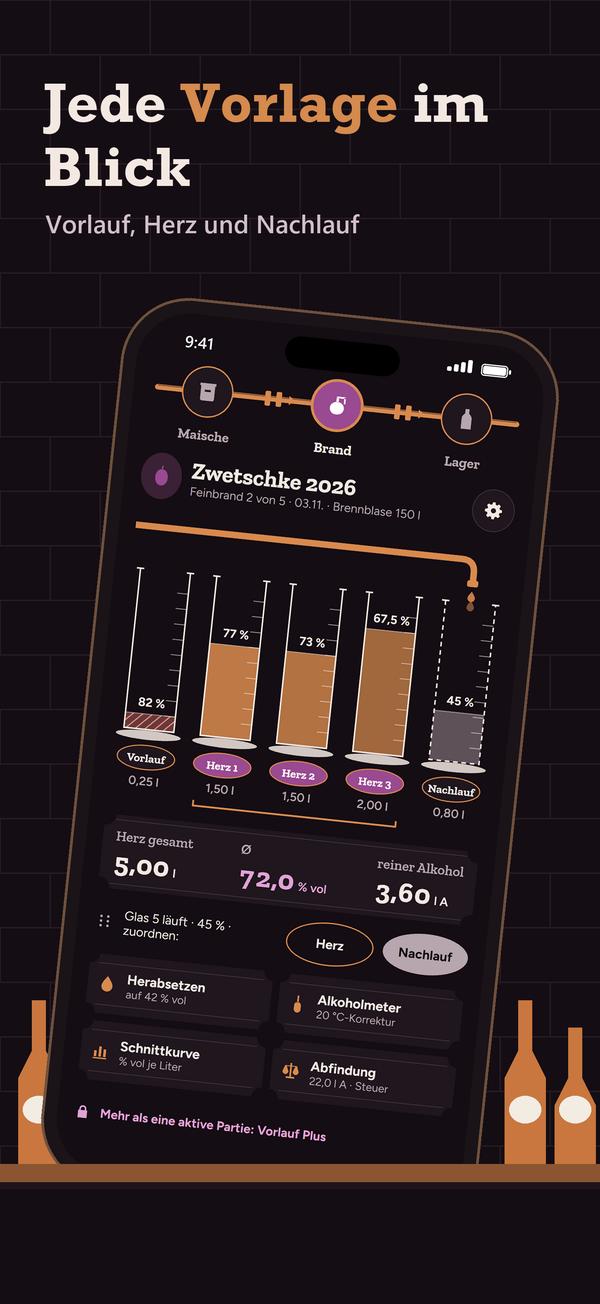 Jede Vorlage im
Blick
Vorlauf, Herz und Nachlauf
9:41
Maische
Brand
Lager
Zwetschke 2026
Feinbrand 2 von 5 · 03.11. · Brennblase 150 l
82 %
77 %
73 %
67,5 %
45 %
Vorlauf
Herz 1
Herz 2
Herz 3
Nachlauf
0,25 l
1,50 l
1,50 l
2,00 l
0,80 l
Herz gesamt
5,00 l
Ø
72,0 % vol
reiner Alkohol
3,60 l A
Glas 5 läuft · 45 % ·
zuordnen:
Herz
Nachlauf
Herabsetzen
auf 42 % vol
Alkoholmeter
20 °C-Korrektur
Schnittkurve
% vol je Liter
Abfindung
22,0 l A · Steuer
Mehr als eine aktive Partie: Vorlauf Plus